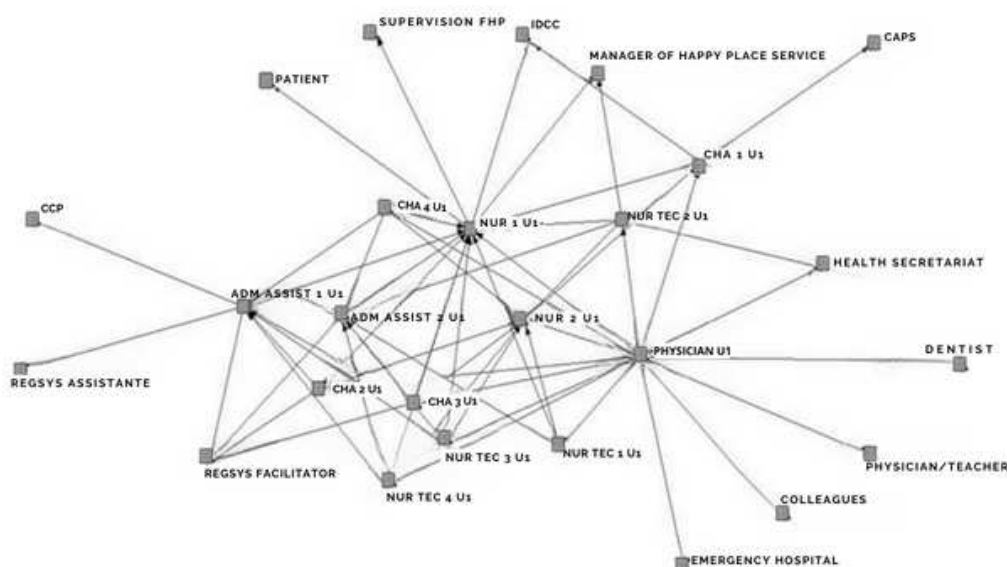 SUPERVISION FHP
IDCC
CAPS
MANAGER OF HAPPY PLACE SERVICE
PATIENT
CHA 1 U1
CHA 4 U1
CCP
NUR 1 U1
NUR TEC 2 U1
HEALTH SECRETARIAT
ADM ASSIST 1 U1
ADM ASSIST 2 U1
NUR 2 U1
PHYSICIAN U1
DENTIST
REGSYS ASSISTANTE
CHA 2 U1
CHA 3 U1
NUR TEC 3 U1
NUR TEC 1 U1
REGSYS FACILITATOR
PHYSICIAN/TEACHER
NUR TEC 4 U1
COLLEAGUES
EMERGENCY HOSPITAL